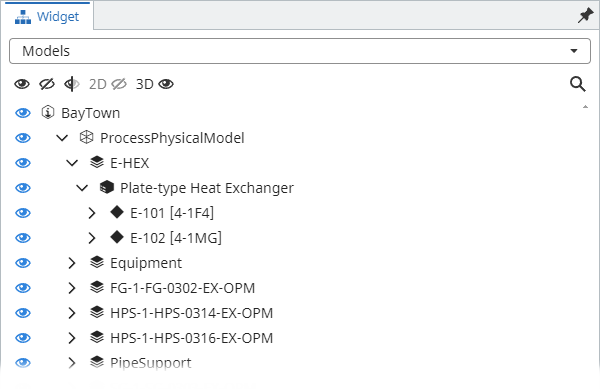 Widget
Models
2D 3D
BayTown
ProcessPhysicalModel
E-HEX
Plate-type Heat Exchanger
E-101 [4-1F4]
E-102 [4-1MG]
Equipment
FG-1-FG-0302-EX-OPM
HPS-1-HPS-0314-EX-OPM
HPS-1-HPS-0316-EX-OPM
PipeSupport